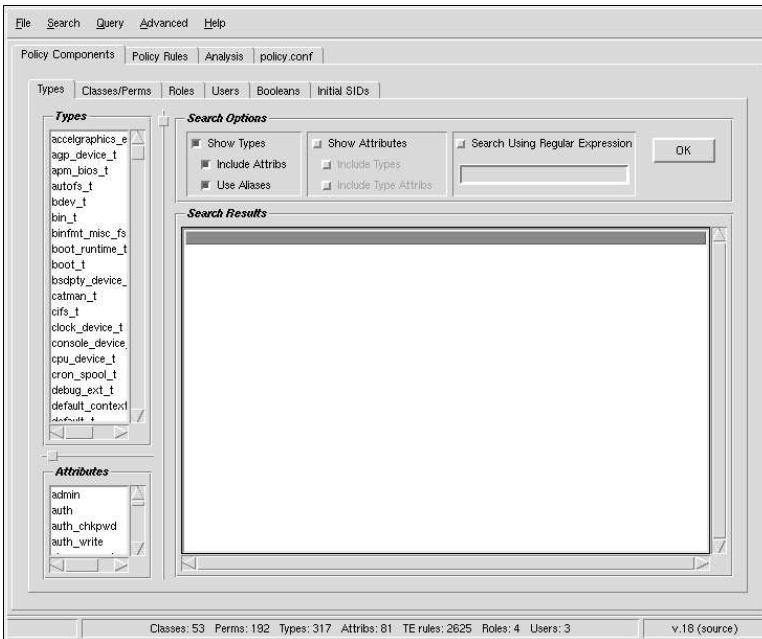 File Search Query Advanced Help
Policy Components Policy Rules Analysis policy.conf
Types Classes/Perms Roles Users Booleans Initial SIDs
Types
accelgraphics_e
agp_device_t
apm_bios_t
autofs_t
bdev_t
bin_t
binfmt_misc_fs
boot_runtime_t
boot_t
bsdpty_device_
catman_t
cifs_t
clock_device_t
console_device_
cpu_device_t
cron_spool_t
debug_ext_t
default_context
default_t
Attributes
admin
auth
auth_chkpwd
auth_write
Search Options
Show Types
Include Attribs
Use Aliases
Show Attributes
Include Types
Include Type Attribs
Search Using Regular Expression
OK
Search Results
Classes: 53 Perms: 192 Types: 317 Attribs: 81 TE rules: 2625 Roles: 4 Users: 3
v.18 (source)